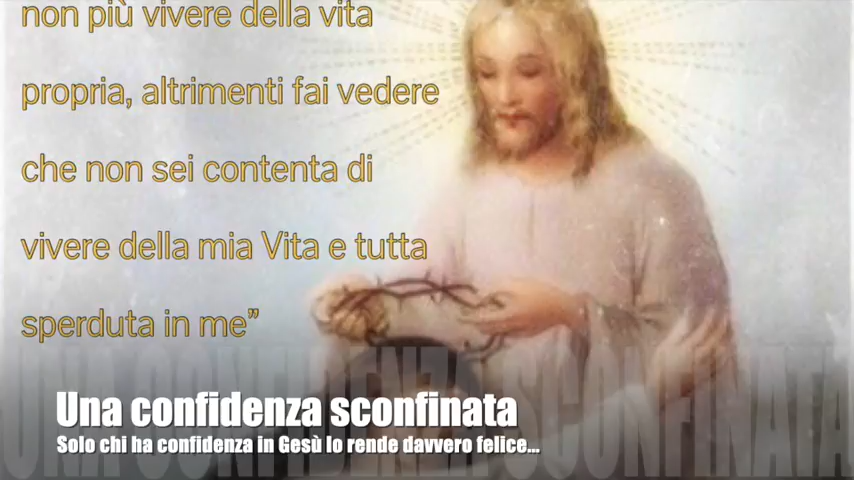 non più vivere della vita
propria, altrimenti fai vedere
che non sei contenta di
vivere della mia Vita e tutta
sperduta in me”
UNA CONFIDENZA SCONFINATA
Una confidenza sconfinata
Solo chi ha confidenza in Gesù lo rende davvero felice...